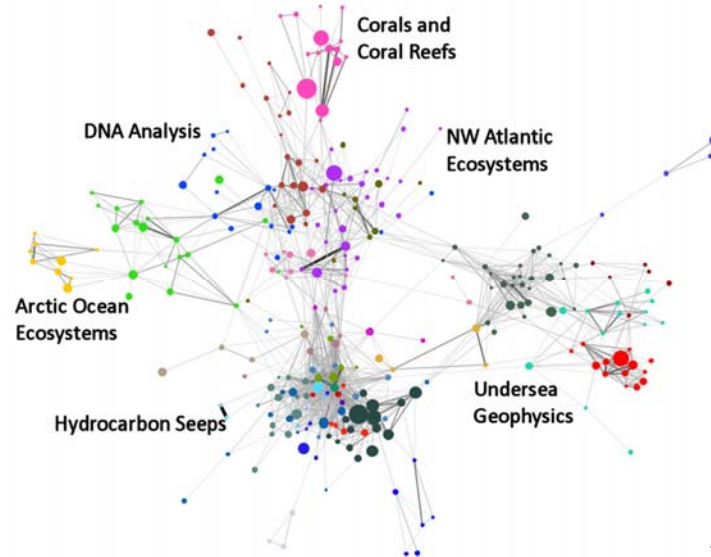 Corals and
Coral Reefs
DNA Analysis
NW Atlantic
Ecosystems
Arctic Ocean
Ecosystems
Undersea
Geophysics
Hydrocarbon Seeps